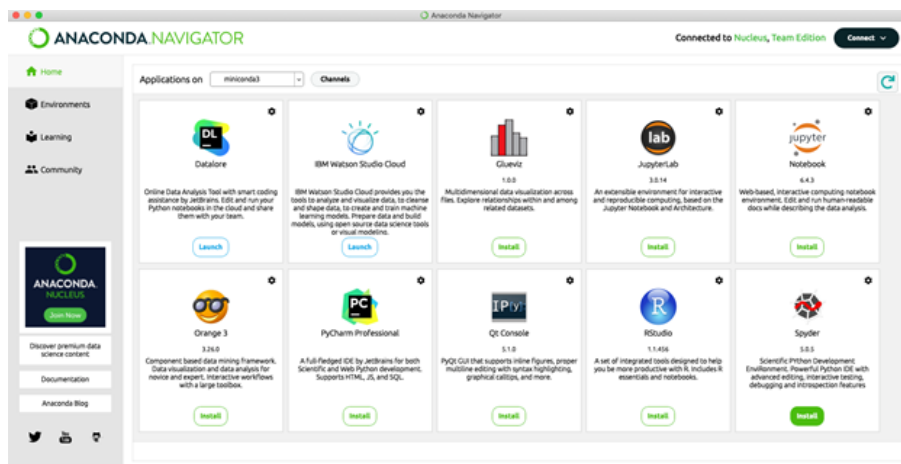 Anaconda Navigator
ANACONDA.NAVIGATOR
Connected to Nucleus, Team Edition
Connect
Home
Environments
Learning
Community
Applications on
miniconda3
Channels
DL
Datalore
Online Data Analysis Tool with smart coding
assistance by JetBrains. Edit and run your
Python notebooks in the cloud and share
them with your team.
Launch
IBM Watson Studio Cloud
IBM Watson Studio Cloud provides you the
tools to analyze and visualize data, to cleanse
and shape data, to create and train machine
learning models. Prepare data and build
models, using open source data science tools
or visual modeling.
Launch
Glueviz
1.0.0
Multidimensional data visualization across
files. Explore relationships within and among
related datasets.
Install
lab
JupyterLab
3.0.14
An extensible environment for interactive
and reproducible computing, based on the
Jupyter Notebook and Architecture.
Install
jupyter
Notebook
6.4.3
Web-based, interactive computing notebook
environment. Edit and run human-readable
docs while describing the data analysis.
Install
Orange 3
3.26.0
Component based data mining framework.
Data visualization and data analysis for
novice and expert. Interactive workflows
with a large toolbox.
Install
PC
PyCharm Professional
A full-fledged IDE by JetBrains for both
Scientific and Web Python development.
Supports HTML, JS, and SQL.
Install
IP[y]:
Qt Console
5.1.0
PyQt GUI that supports inline figures, proper
multiline editing with syntax highlighting,
graphical calltips, and more.
Install
R
RStudio
1.1.456
A set of integrated tools designed to help
you be more productive with R. Includes R
essentials and notebooks.
Install
Spyder
5.0.5
Scientific PYthon Development
EnviRonment. Powerful Python IDE with
advanced editing, interactive testing,
debugging and introspection features
Install
ANACONDA.
NUCLEUS
Join Now
Discover premium data
science content
Documentation
Anaconda Blog
You